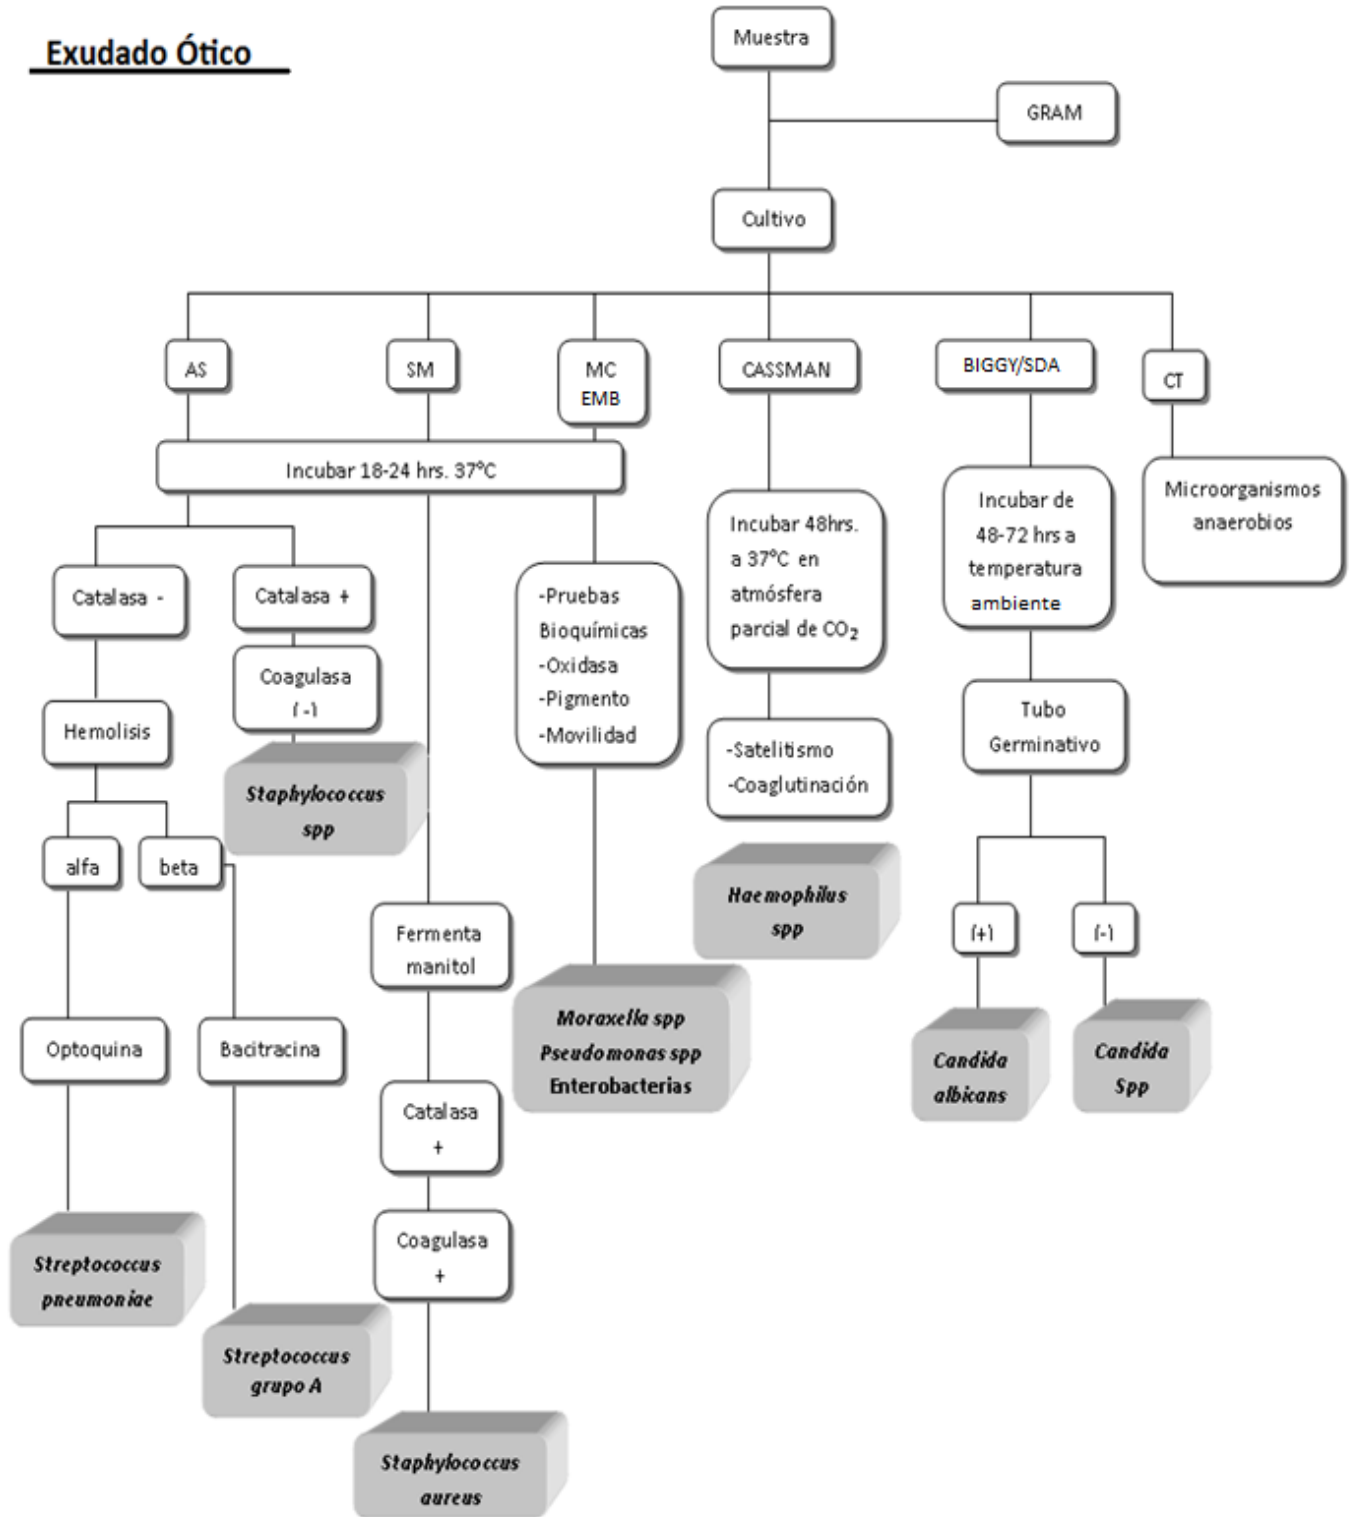 Exudado Ótico
Muestra
GRAM
Cultivo
AS
SM
MC
EMB
CASSMAN
BIGGY/SDA
CT
Incubar 18-24 hrs. 37°C
Incubar 48hrs.
a 37°C en
atmósfera
parcial de CO₂
Incubar de
48-72 hrs a
temperatura
ambiente
Microorganismos
anaerobios
Catalasa -
Catalasa +
Coagulasa
(-)
-Pruebas
Bioquímicas
-Oxidasa
-Pigmento
-Movilidad
Hemolisis
Staphylococcus
spp
-Satelitismo
-Coaglutinación
Tubo
Germinativo
alfa
beta
Haemophilus
spp
Fermenta
manitol
(+)
(-)
Optoquina
Bacitracina
Moraxella spp
Pseudomonas spp
Enterobacterias
Candida
albicans
Candida
Spp
Catalasa
+
Coagulasa
+
Streptococcus
pneumoniae
Streptococcus
grupo A
Staphylococcus
aureus